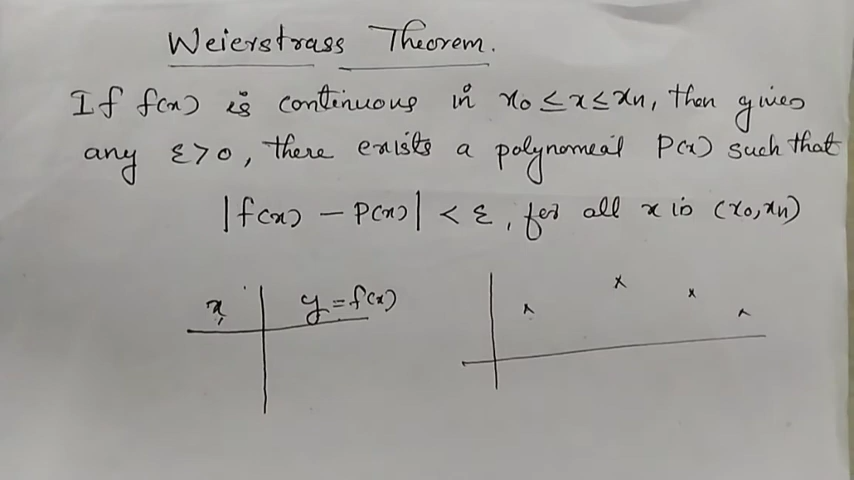 Weierstrass Theorem.
If f(x) is continuous in x₀ ≤ x ≤ xₙ, then given
any ε > 0, there exists a polynomial P(x) such that
|f(x) - P(x)| < ε, for all x in (x₀, xₙ)
x y = f(x)